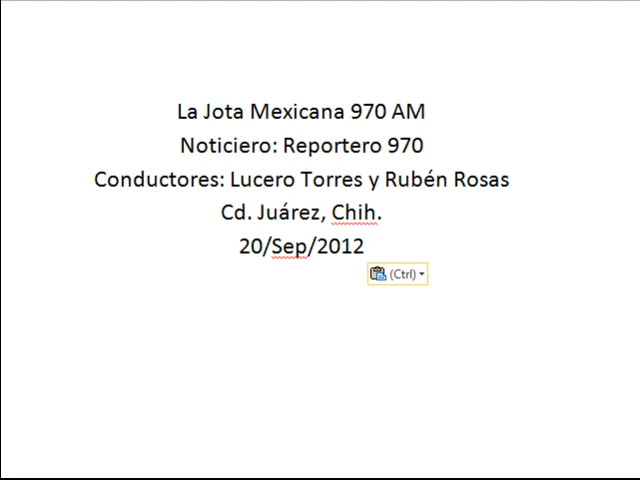 La Jota Mexicana 970 AM
Noticiero: Reportero 970
Conductores: Lucero Torres y Rubén Rosas
Cd. Juárez, Chih.
20/Sep/2012
(Ctrl)